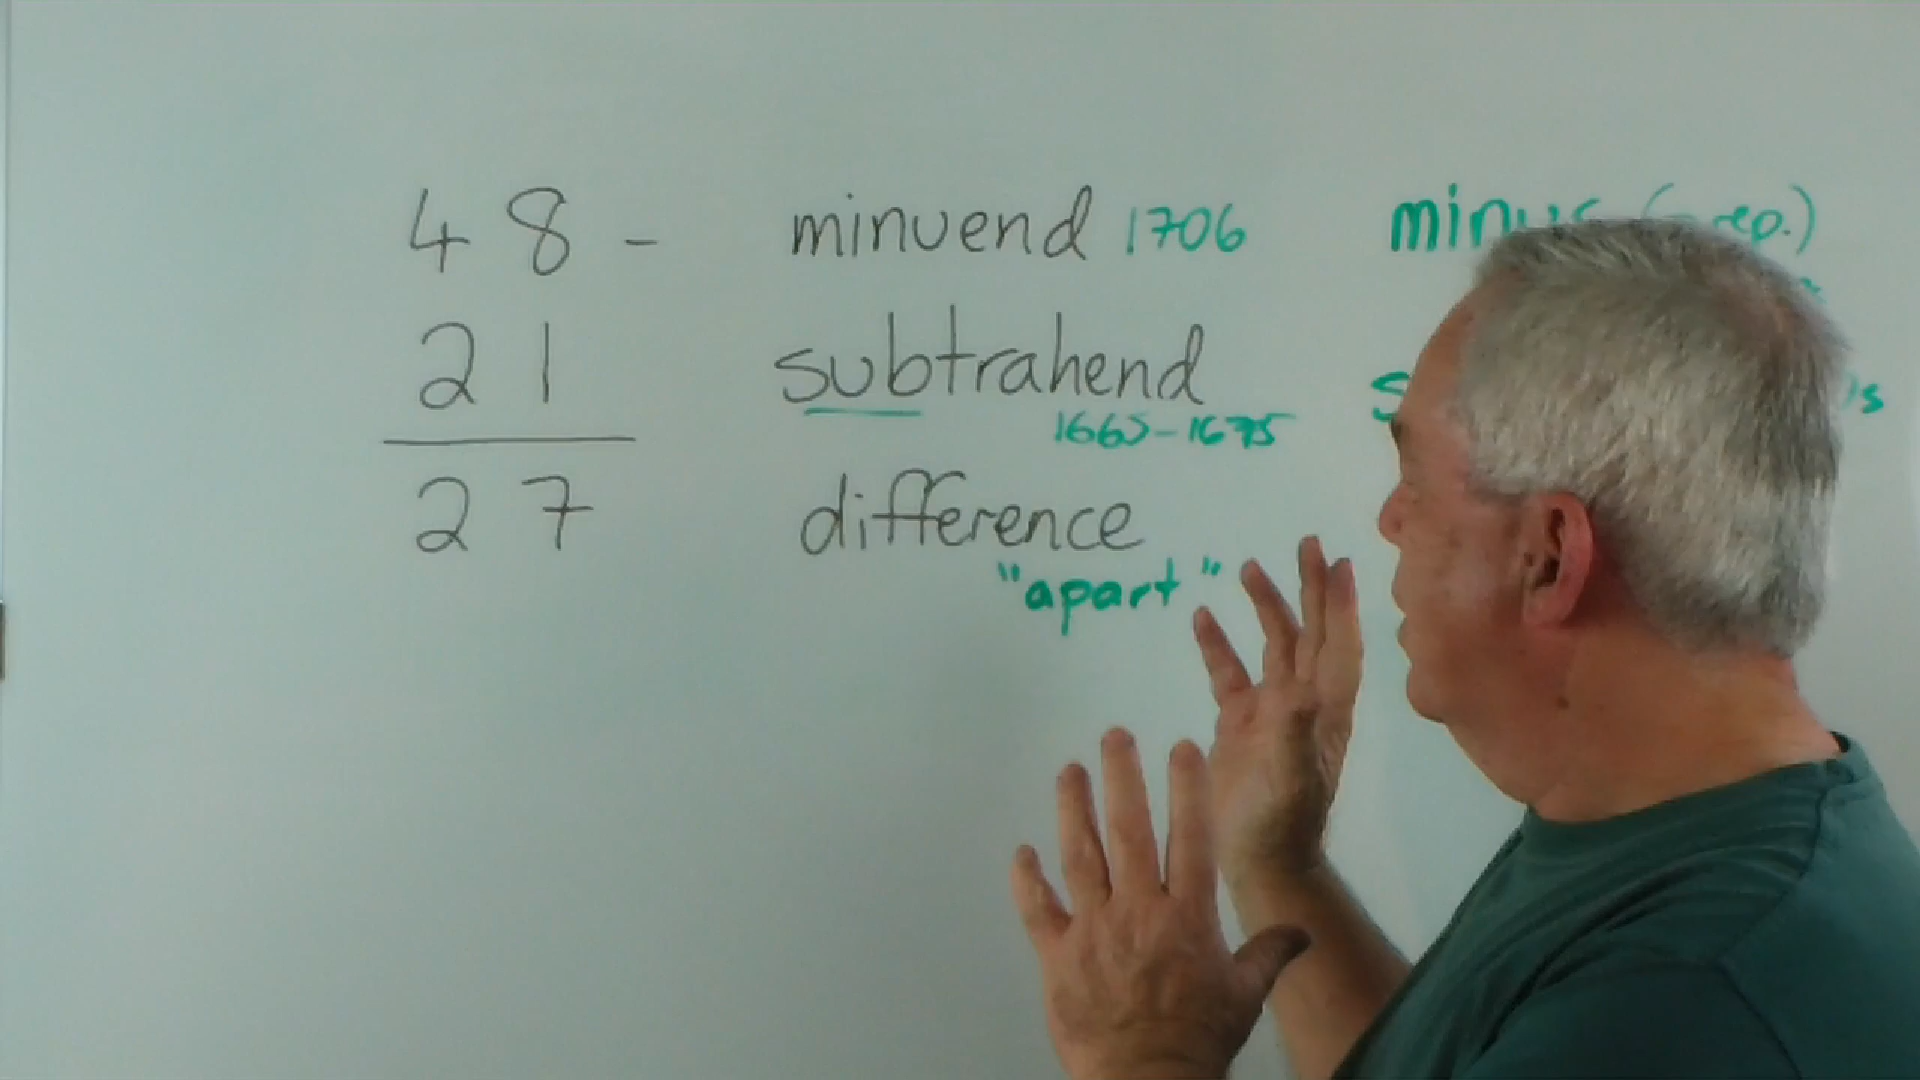 48 - minuend 1706
21 subtrahend
1665-1675
27 difference
"apart"